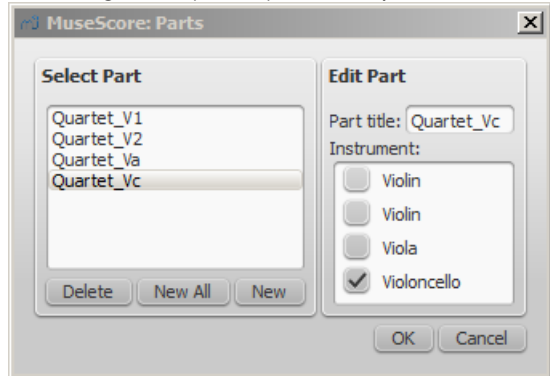 MuseScore: Parts
Select Part
Quartet_V1
Quartet_V2
Quartet_Va
Quartet_Vc
Delete New All New
Edit Part
Part title: Quartet_Vc
Instrument:
Violin
Violin
Viola
Violoncello
OK Cancel